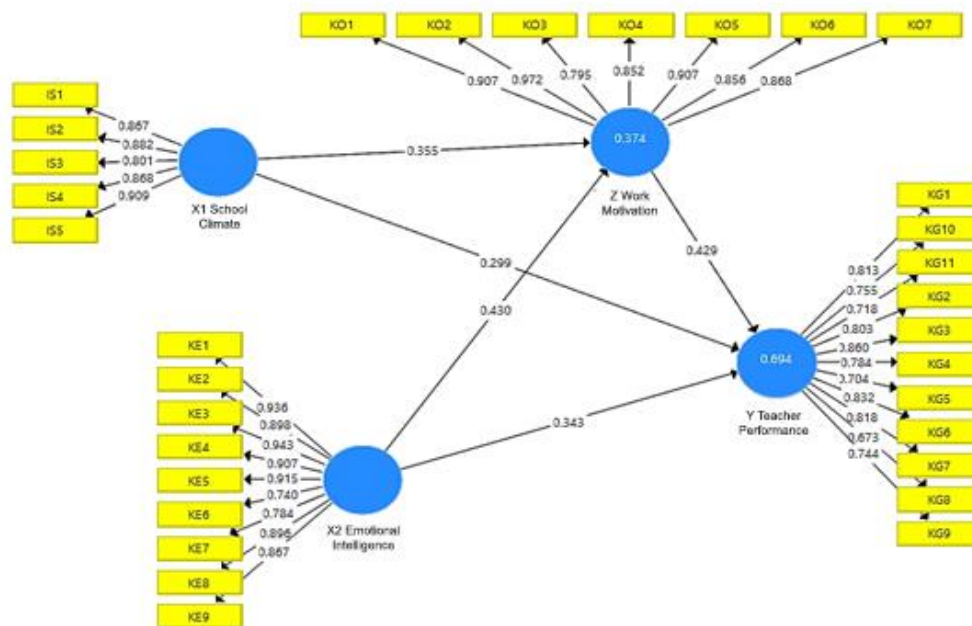 KO1
KO2
KO3
KO4
KO5
KO6
KO7
0.907
0.972
0.795
0.852
0.907
0.856
0.868
IS1
IS2
IS3
IS4
IS5
0.867
0.882
0.801
0.868
0.909
X1 School
Climate
0.355
0.374
Z Work
Motivation
0.299
0.430
0.429
0.343
KE1
KE2
KE3
KE4
KE5
KE6
KE7
KE8
KE9
0.936
0.898
0.943
0.907
0.915
0.740
0.784
0.896
0.867
X2 Emotional
Intelligence
0.694
Y Teacher
Performance
0.813
0.755
0.718
0.803
0.860
0.784
0.704
0.832
0.818
0.673
0.744
KG1
KG10
KG11
KG2
KG3
KG4
KG5
KG6
KG7
KG8
KG9